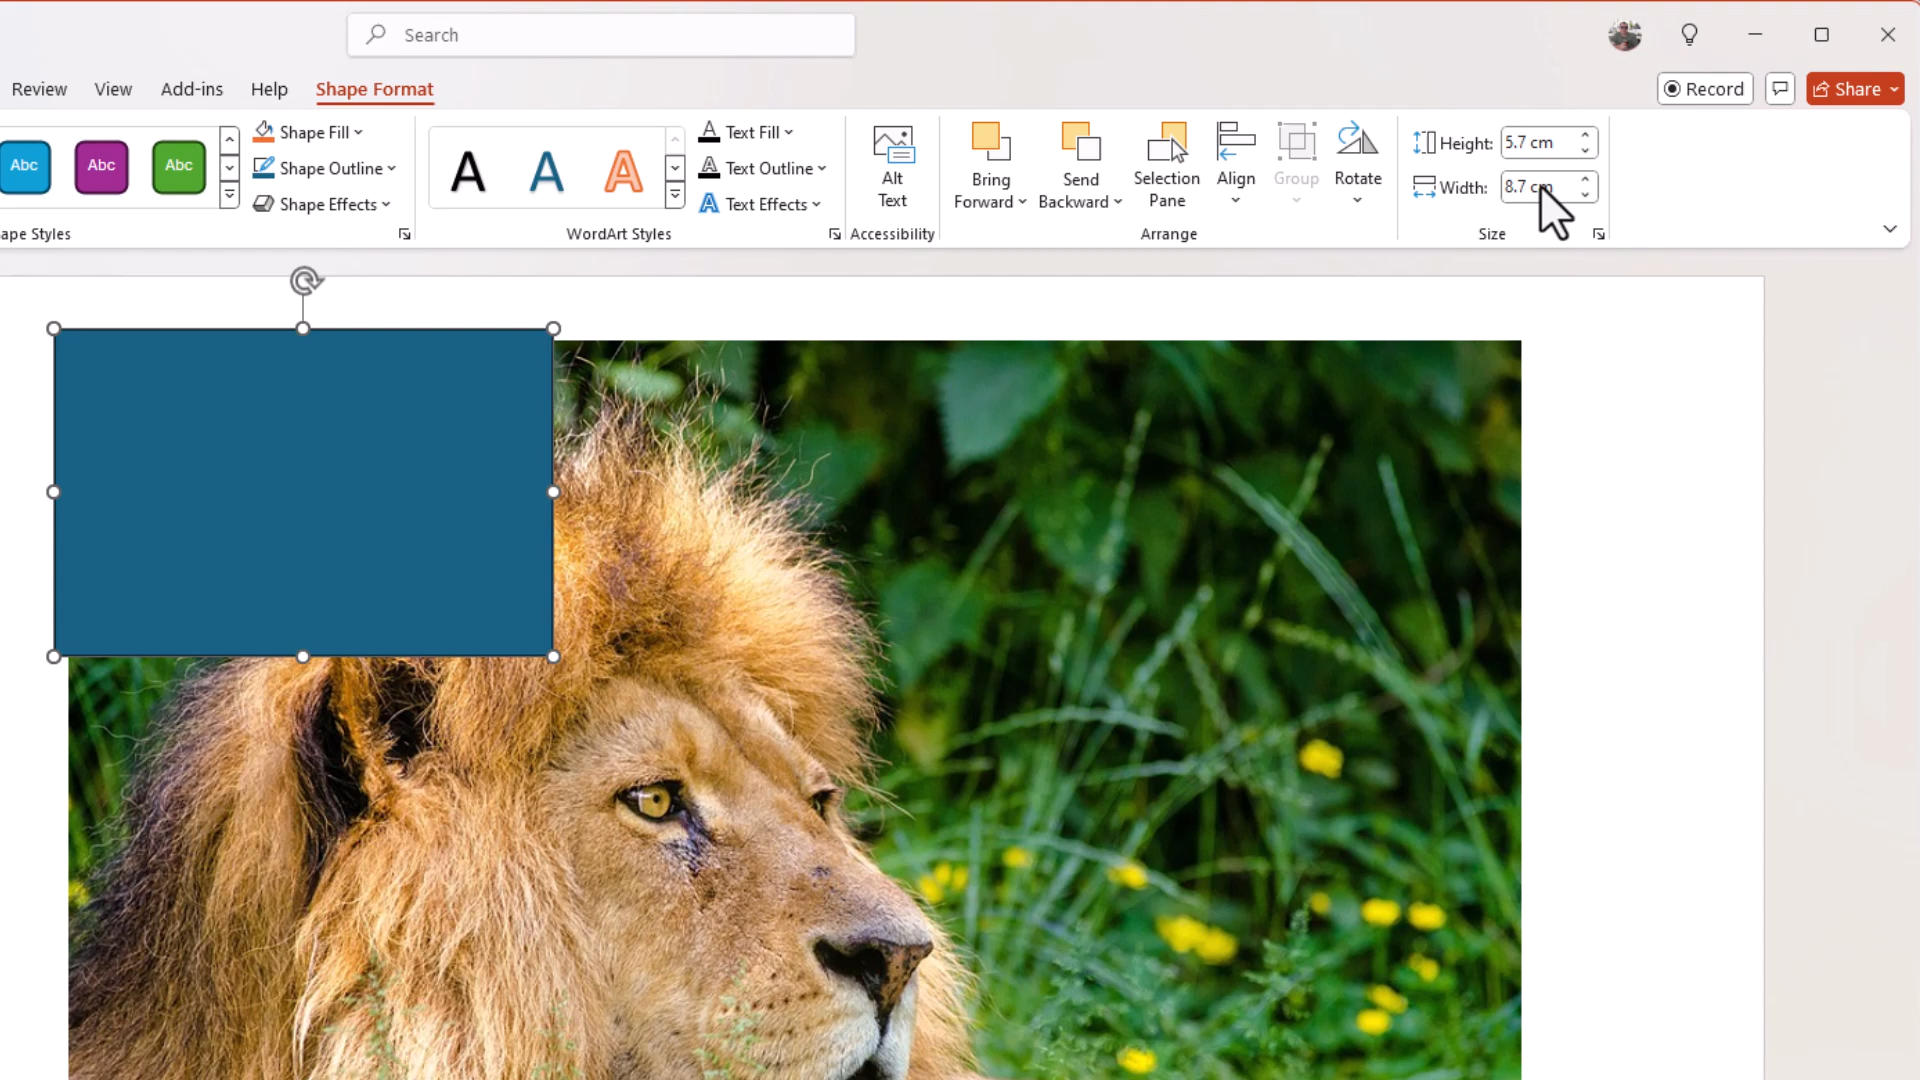 Search
Review View Add-ins Help Shape Format
Record Share
Abc Abc Abc
Shape Fill
Shape Outline
Shape Effects
ape Styles
A A A
Text Fill
Text Outline
Text Effects
WordArt Styles
Alt
Text
Accessibility
Bring
Forward
Send
Backward
Selection
Pane
Align
Group
Rotate
Arrange
Height: 5.7 cm
Width: 8.7 cm
Size